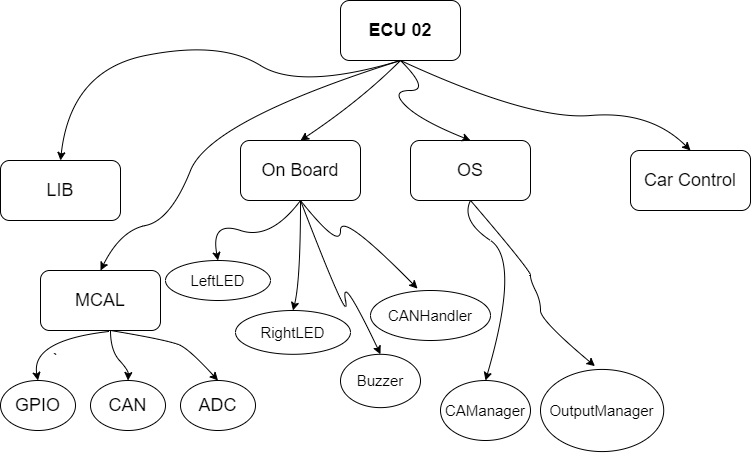 ECU 02
LIB
On Board
OS
Car Control
MCAL
LeftLED
RightLED
CANHandler
Buzzer
GPIO
CAN
ADC
CAManager
OutputManager